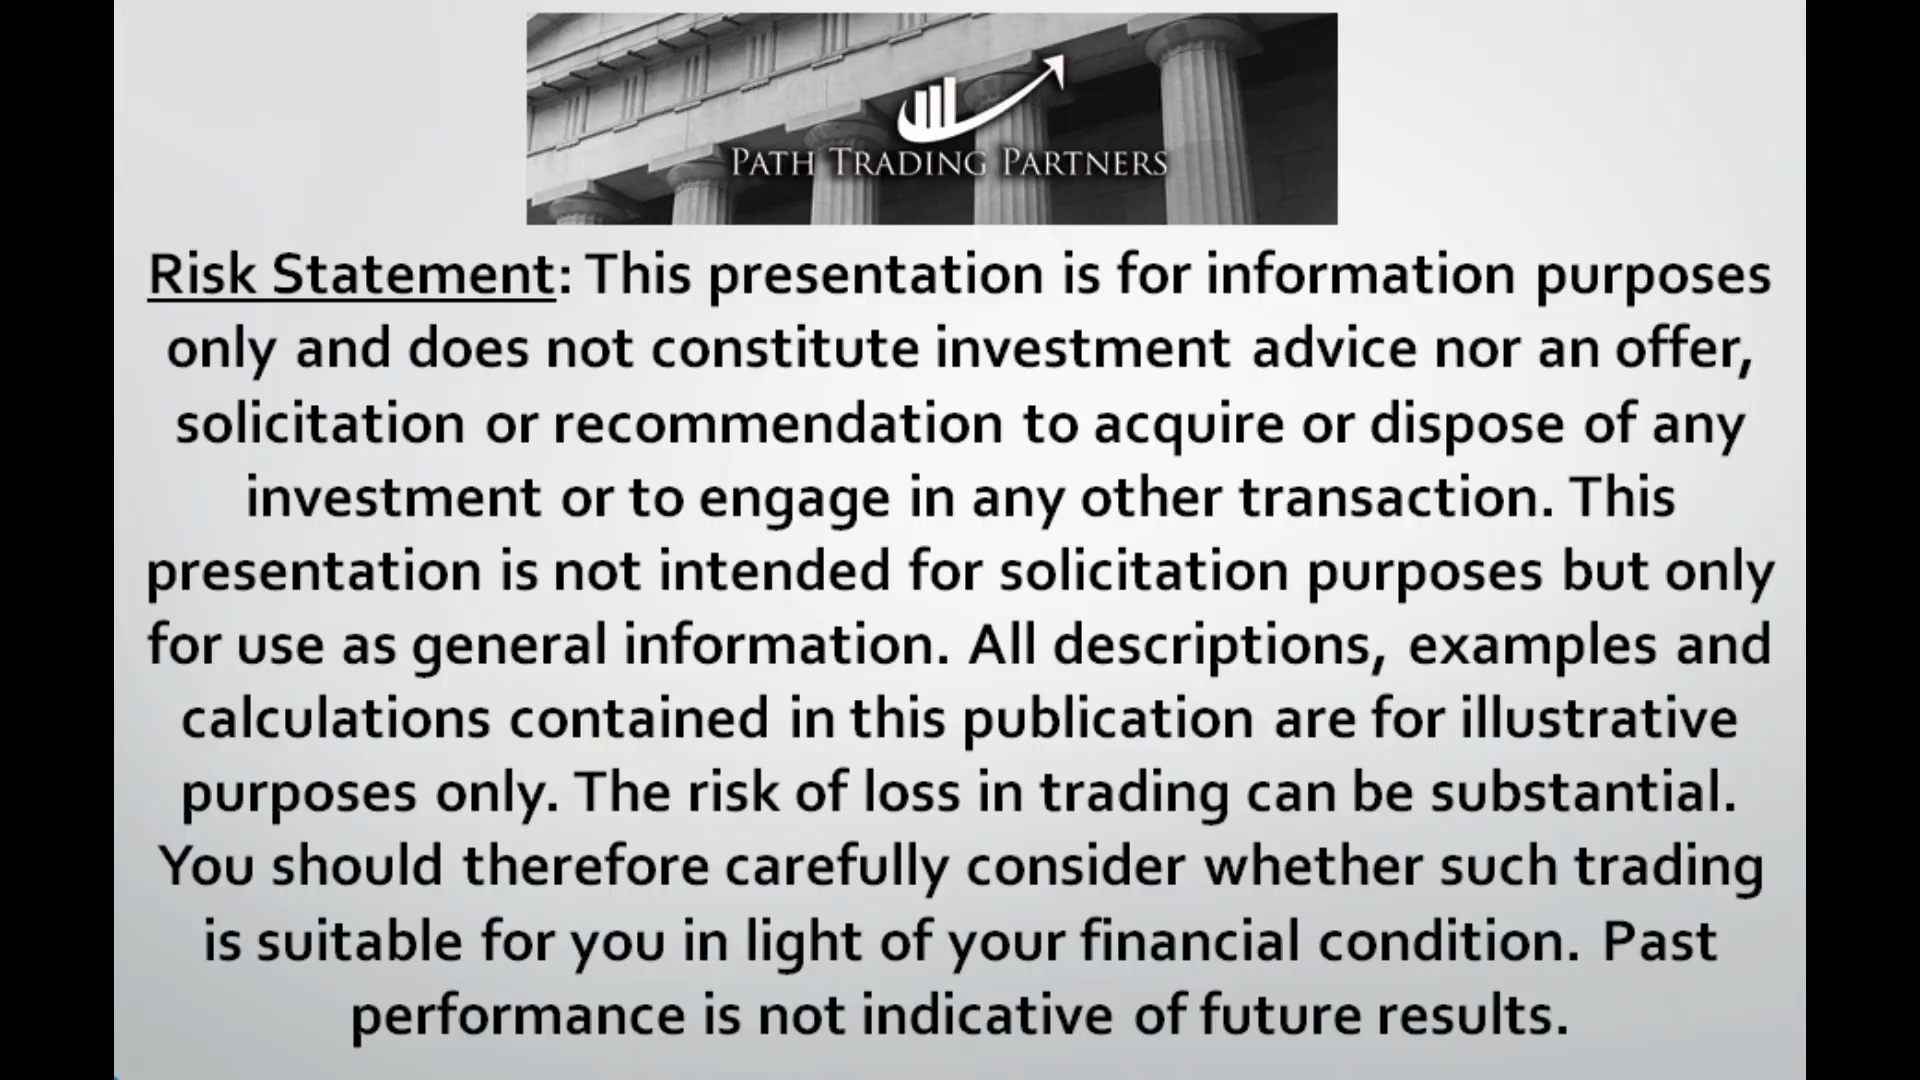 PATH TRADING PARTNERS
Risk Statement: This presentation is for information purposes
only and does not constitute investment advice nor an offer,
solicitation or recommendation to acquire or dispose of any
investment or to engage in any other transaction. This
presentation is not intended for solicitation purposes but only
for use as general information. All descriptions, examples and
calculations contained in this publication are for illustrative
purposes only. The risk of loss in trading can be substantial.
You should therefore carefully consider whether such trading
is suitable for you in light of your financial condition. Past
performance is not indicative of future results.